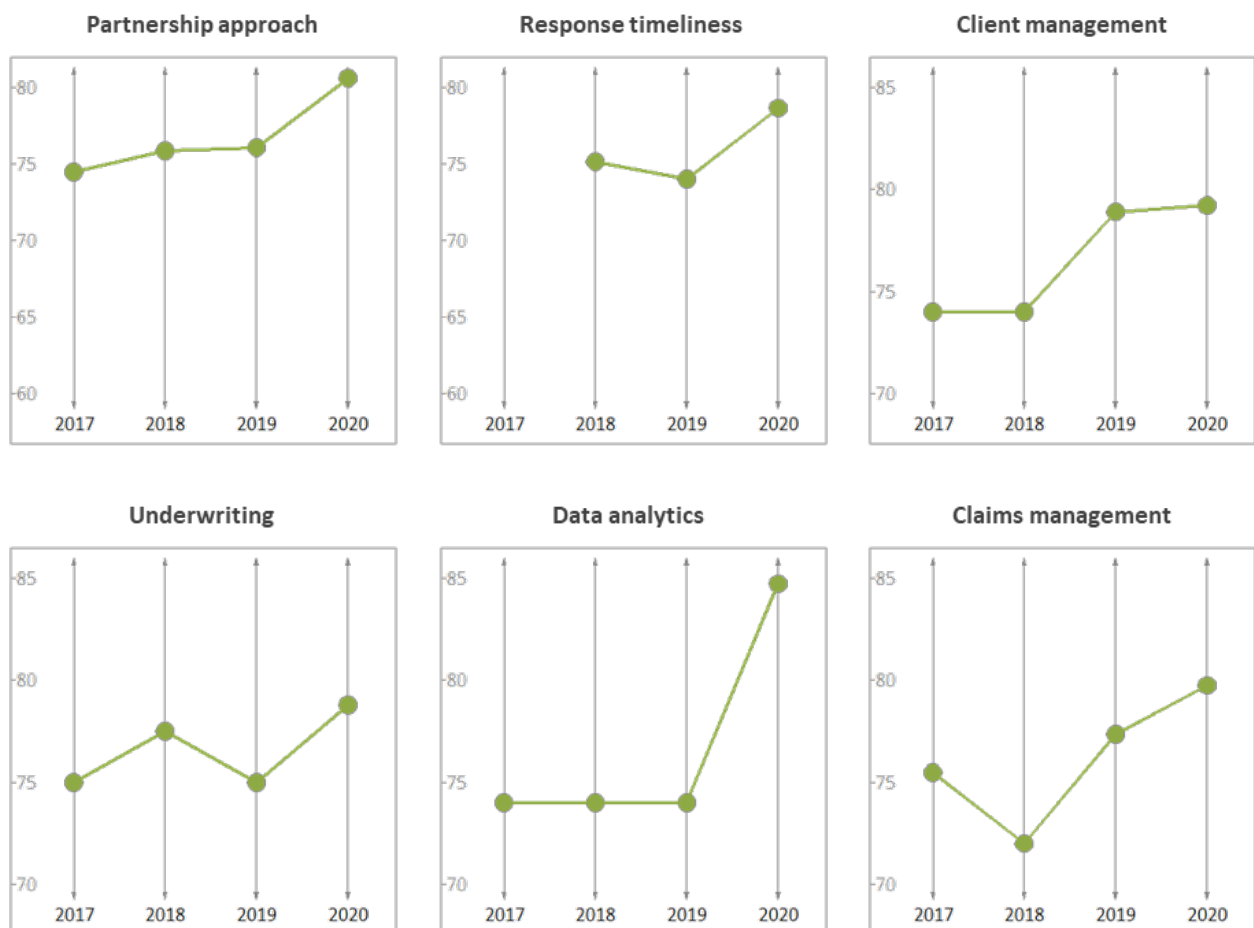 Partnership approach
80
75
70
65
60
2017 2018 2019 2020
Response timeliness
80
75
70
65
60
2017 2018 2019 2020
Client management
85
80
75
70
2017 2018 2019 2020
Underwriting
85
80
75
70
2017 2018 2019 2020
Data analytics
85
80
75
70
2017 2018 2019 2020
Claims management
85
80
75
70
2017 2018 2019 2020